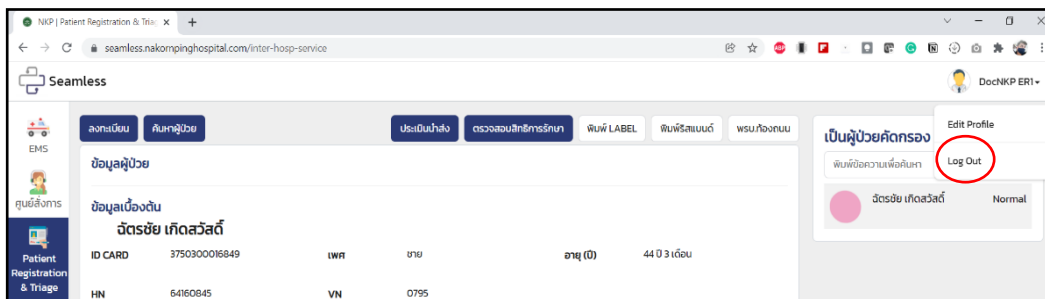 NKP | Patient Registration & Tria
seamless.nakornpinghospital.com/inter-hosp-service
Seamless
DocNKP ER1
EMS
ศูนย์สั่งการ
Patient Registration & Triage
ลงทะเบียน ค้นหาผู้ป่วย ประเมินนำส่ง ตรวจสอบสิทธิการรักษา พิมพ์ LABEL พิมพ์ริสแบนด์ พรบ.ท้องถนน
ข้อมูลผู้ป่วย
ข้อมูลเบื้องต้น
ฉัตรชัย เกิดสวัสดิ์
ID CARD 3750300016849 เพศ ชาย อายุ (ปี) 44 ปี 3 เดือน
HN 64160845 VN 0795
Edit Profile
Log Out
เป็นผู้ป่วยคัดกรอง
พิมพ์ข้อความเพื่อค้นหา
ฉัตรชัย เกิดสวัสดิ์ Normal